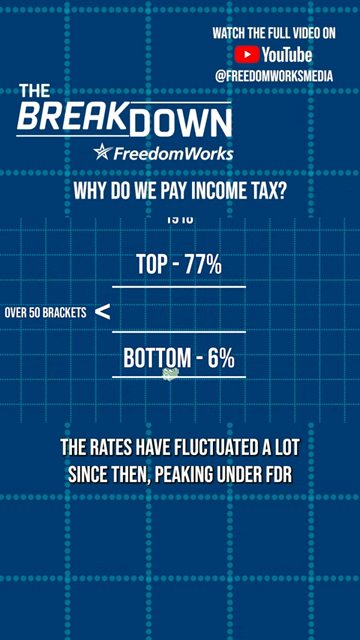 WATCH THE FULL VIDEO ON
YouTube
@FREEDOMWORKSMEDIA
THE
BREAKDOWN
FreedomWorks
WHY DO WE PAY INCOME TAX?
TOP - 77%
OVER 50 BRACKETS <
BOTTOM - 6%
THE RATES HAVE FLUCTUATED A LOT
SINCE THEN, PEAKING UNDER FDR